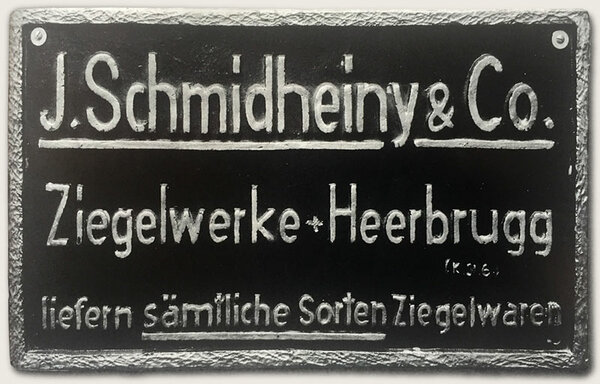 J. Schmidheiny & Co.
Ziegelwerke + Heerbrugg
liefern sämtliche Sorten Ziegelwaren